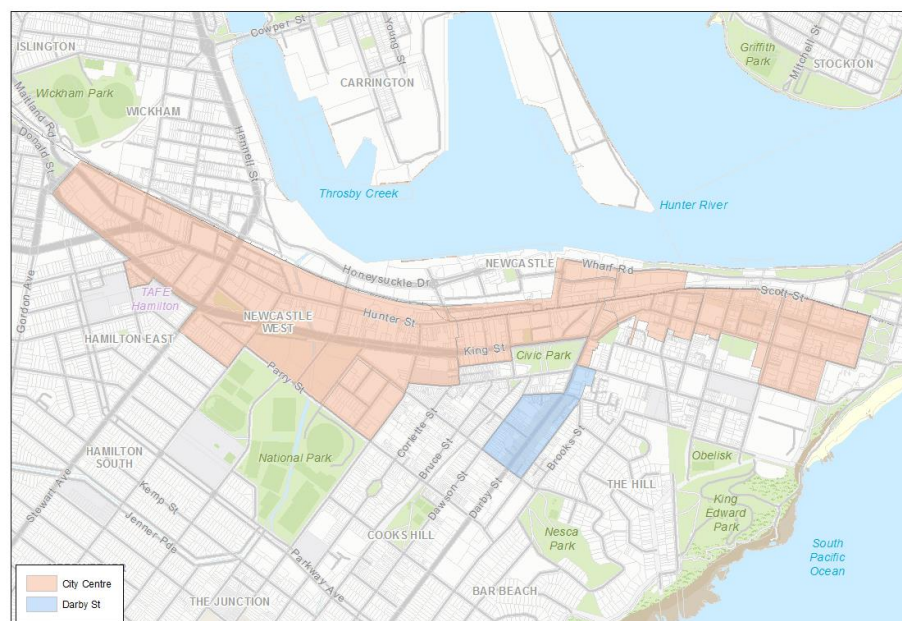 Cowper St
Young St
Mitchell St
ISLINGTON
Griffith
Park
STOCKTON
CARRINGTON
Wickham Park
Maitland Rd
WICKHAM
Donald St
Hannell St
Throsby Creek
Hunter River
Honeysuckle Dr
NEWCASTLE
Wharf Rd
Scott St
TAFE
Hamilton
Gordon Ave
NEWCASTLE
WEST
Hunter St
King St
Civic Park
HAMILTON EAST
Parry St
Corlette St
Bruce St
Dawson St
Darby St
Brooks St
HAMILTON
SOUTH
National Park
Obelisk
THE HILL
King
Edward
Park
Stewart Ave
Kemp St
Jenner Pde
COOKS HILL
Nesca
Park
South
Pacific
Ocean
Parkway Ave
BAR BEACH
THE JUNCTION
City Centre
Darby St